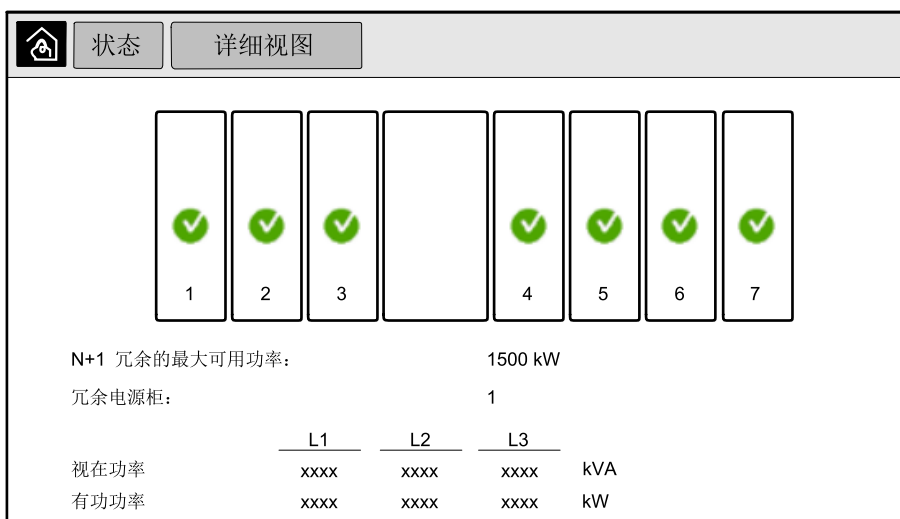 状态 详细视图
1 2 3 4 5 6 7
N+1 冗余的最大可用功率: 1500 kW
冗余电源柜: 1
L1 L2 L3
视在功率 xxxx xxxx xxxx kVA
有功功率 xxxx xxxx xxxx kW